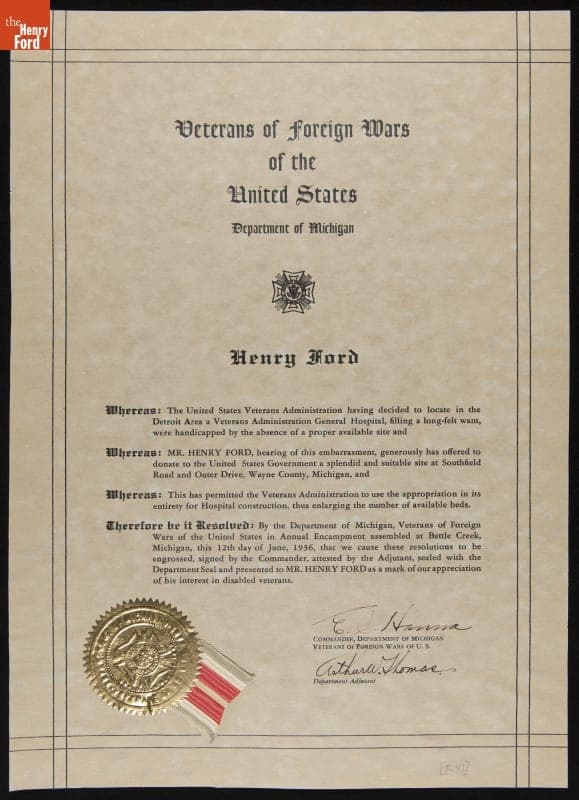 the
Henry
Ford
Veterans of Foreign Wars
of the
United States
Department of Michigan
Henry Ford
Whereas: The United States Veterans Administration having decided to locate in the
Detroit Area a Veterans Administration General Hospital, filling a long-felt want,
were handicapped by the absence of a proper available site and
Whereas: MR. HENRY FORD, hearing of this embarrasment, generously has offered to
donate to the United States Government a splendid and suitable site at Southfield
Road and Outer Drive, Wayne County, Michigan, and
Whereas: This has permitted the Veterans Administration to use the appropriation in its
entirety for Hospital construction, thus enlarging the number of available beds.
Therefore be it Resolved: By the Department of Michigan, Veterans of Foreign
Wars of the United States in Annual Encampment assembled at Battle Creek,
Michigan, this 12th day of June, 1936, that we cause these resolutions to be
engrossed, signed by the Commander, attested by the Adjutant, sealed with the
Department Seal and presented to MR. HENRY FORD as a mark of our appreciation
of his interest in disabled veterans.
Hanna
COMMANDER, DEPARTMENT OF MICHIGAN
VETERANS OF FOREIGN WARS OF U. S.
Arthur W. Thomas
Department Adjutant